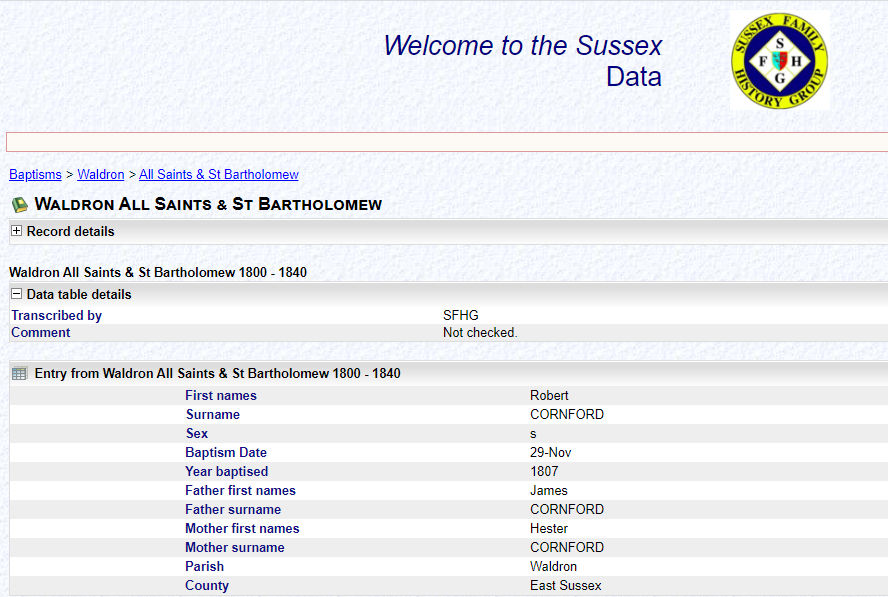 Welcome to the Sussex
Data
SUSSEX FAMILY
HISTORY GROUP
S
F H
G
Baptisms > Waldron > All Saints & St Bartholomew
WALDRON ALL SAINTS & ST BARTHOLOMEW
Record details
Waldron All Saints & St Bartholomew 1800 - 1840
Data table details
Transcribed by SFHG
Comment Not checked.
Entry from Waldron All Saints & St Bartholomew 1800 - 1840
First names Robert
Surname CORNFORD
Sex s
Baptism Date 29-Nov
Year baptised 1807
Father first names James
Father surname CORNFORD
Mother first names Hester
Mother surname CORNFORD
Parish Waldron
County East Sussex